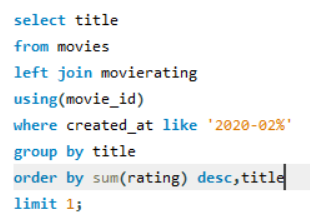 select title
from movies
left join movierating
using(movie_id)
where created_at like '2020-02%'
group by title
order by sum(rating) desc,title
limit 1;